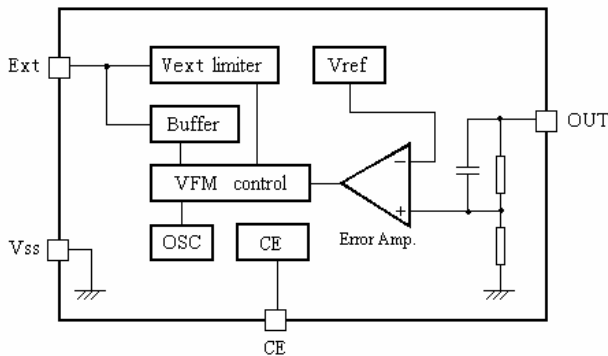 Ext
Vext limiter
Vref
Buffer
OUT
VFM control
−
+
Vss
OSC
CE
Error Amp.
CE